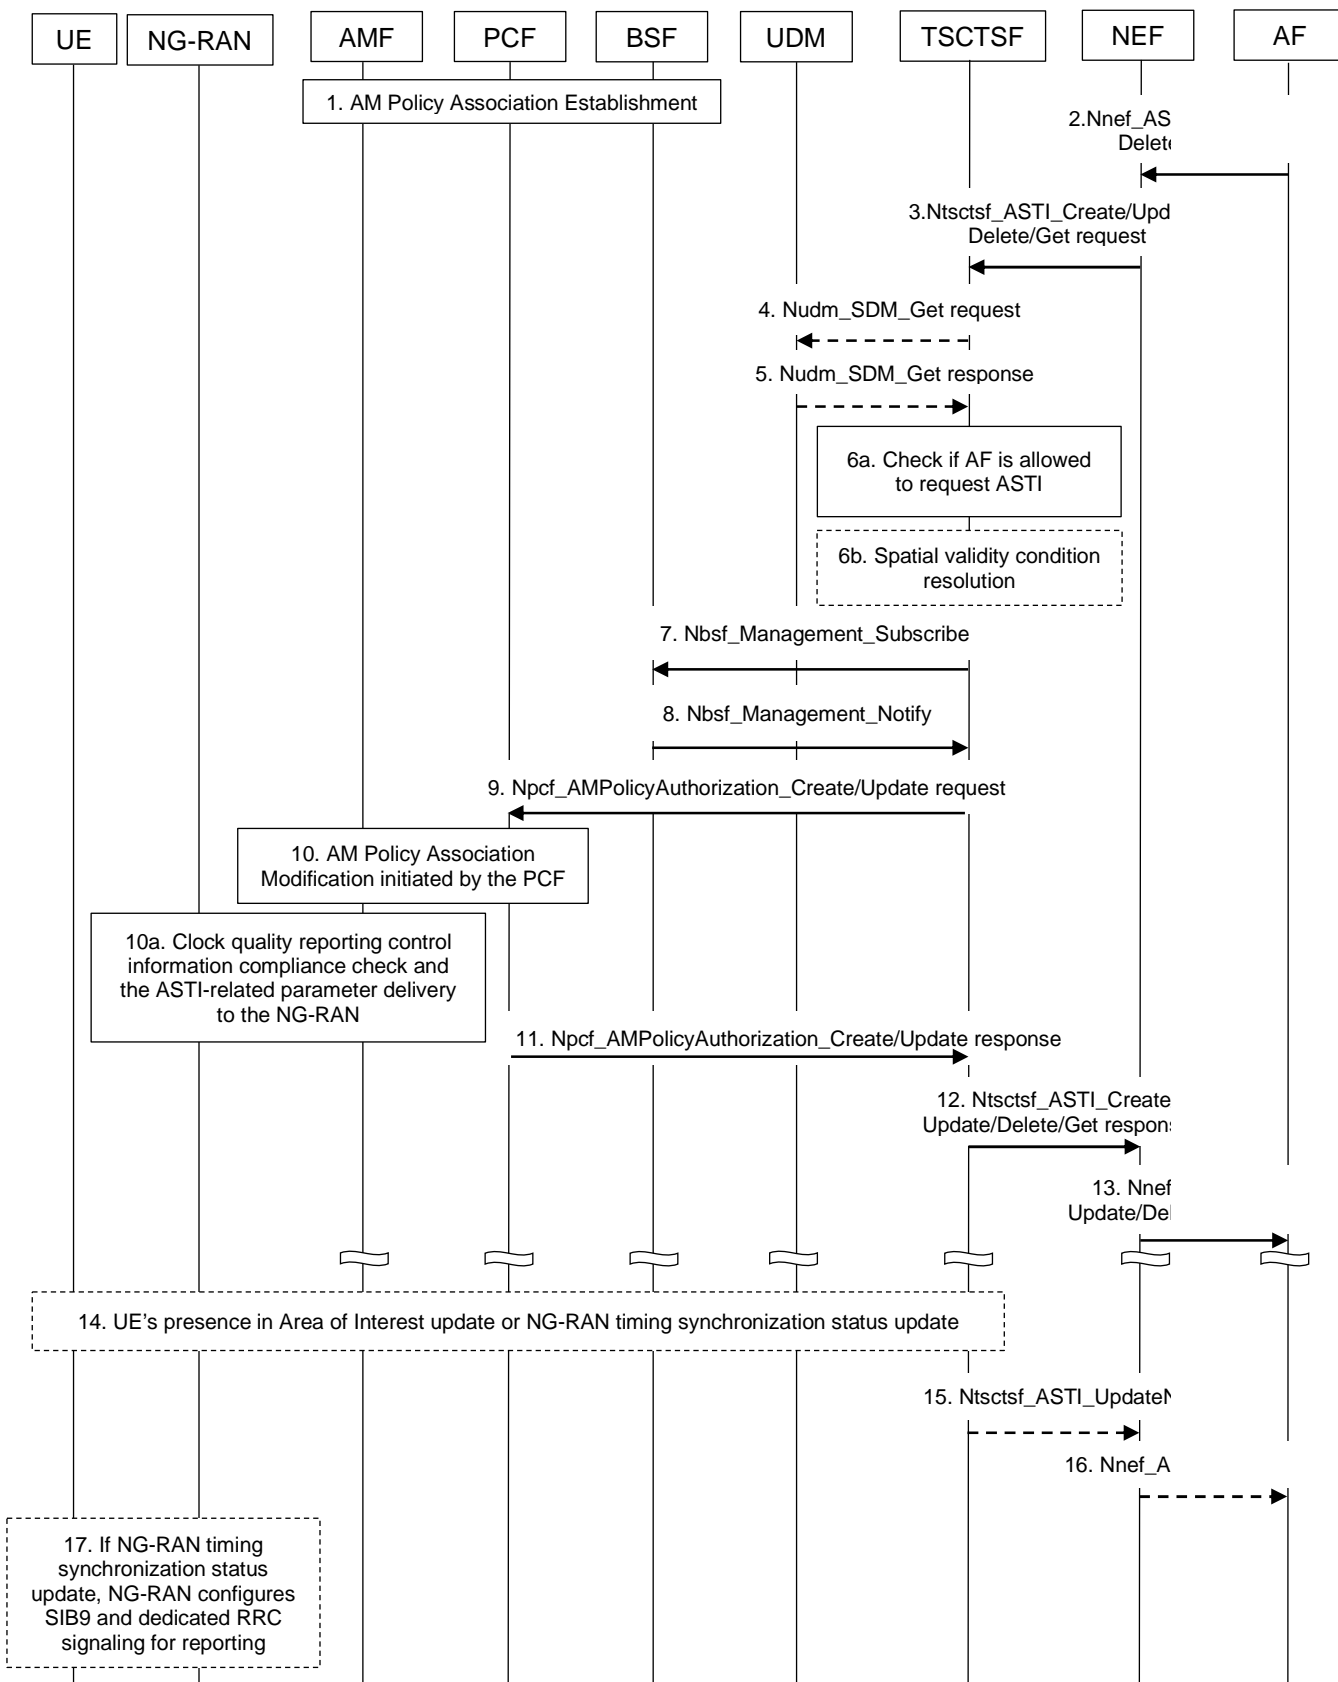 UE
NG-RAN
AMF
PCF
BSF
UDM
TSCTSF
NEF
AF
1. AM Policy Association Establishment
2.Nnef_AS
Delete
3.Ntsctsf_ASTI_Create/Upd
Delete/Get request
4. Nudm_SDM_Get request
5. Nudm_SDM_Get response
6a. Check if AF is allowed
to request ASTI
6b. Spatial validity condition
resolution
7. Nbsf_Management_Subscribe
8. Nbsf_Management_Notify
9. Npcf_AMPolicyAuthorization_Create/Update request
10. AM Policy Association
Modification initiated by the PCF
10a. Clock quality reporting control
information compliance check and
the ASTI-related parameter delivery
to the NG-RAN
11. Npcf_AMPolicyAuthorization_Create/Update response
12. Ntsctsf_ASTI_Create
Update/Delete/Get respons
13. Nnef
Update/Del
14. UE's presence in Area of Interest update or NG-RAN timing synchronization status update
15. Ntsctsf_ASTI_UpdateN
16. Nnef_A
17. If NG-RAN timing
synchronization status
update, NG-RAN configures
SIB9 and dedicated RRC
signaling for reporting